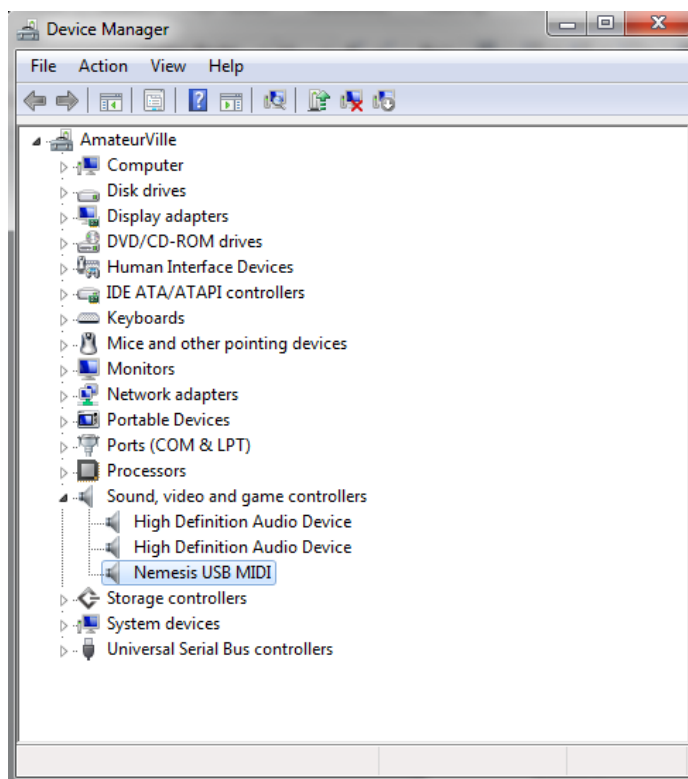 Device Manager
File Action View Help
AmateurVille
Computer
Disk drives
Display adapters
DVD/CD-ROM drives
Human Interface Devices
IDE ATA/ATAPI controllers
Keyboards
Mice and other pointing devices
Monitors
Network adapters
Portable Devices
Ports (COM & LPT)
Processors
Sound, video and game controllers
High Definition Audio Device
High Definition Audio Device
Nemesis USB MIDI
Storage controllers
System devices
Universal Serial Bus controllers